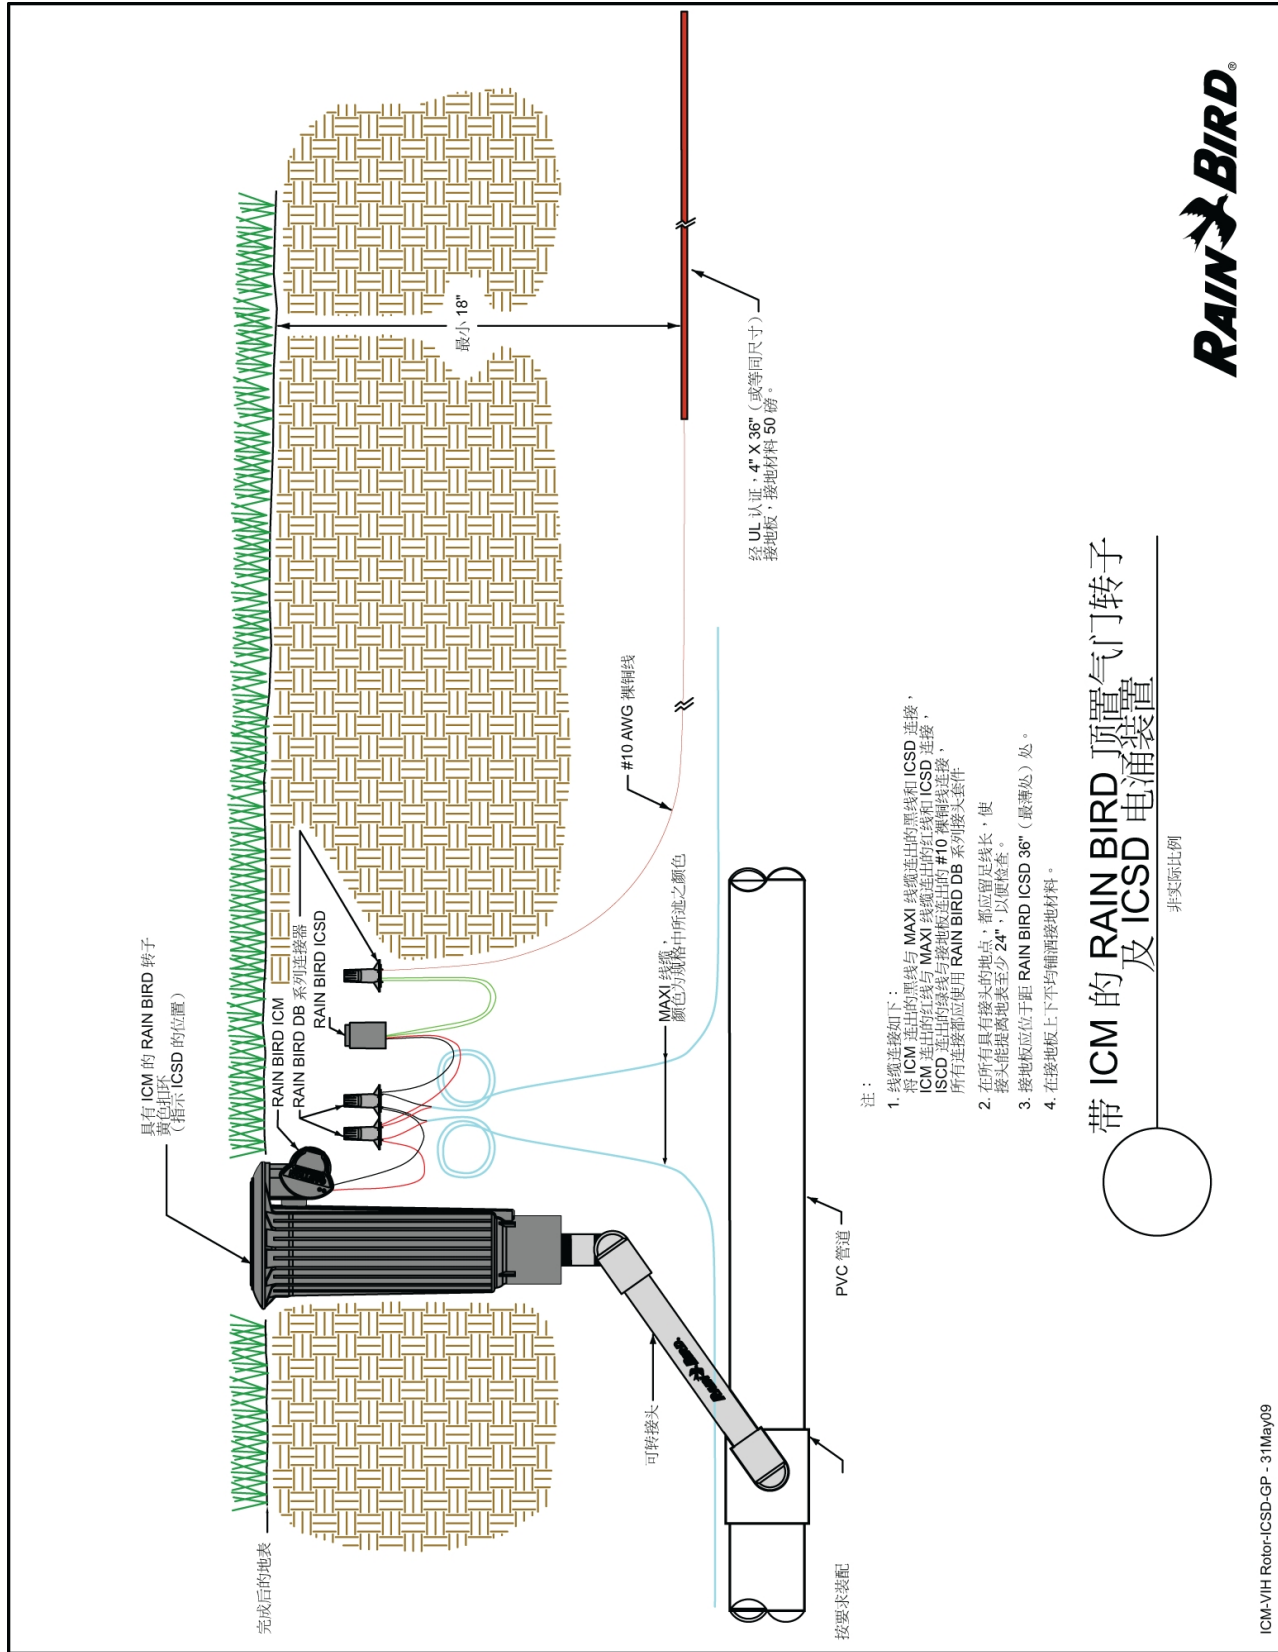 具有 ICM 的 RAIN BIRD 转子
黄色扣环
(指示 ICSD 的位置)
完成后的地表
RAIN BIRD ICM
RAIN BIRD DB 系列连接器
RAIN BIRD ICSD
最小 18"
#10 AWG 裸铜线
经 UL 认证，4" X 36"（或等同尺寸）
接地板，接地材料 50 磅。
MAXI 线缆，
颜色为规格中所述之颜色
可转接头
RAIN BIRD
PVC 管道
按要求装配
注：
1. 线缆连接如下：
将 ICM 连出的黑线与 MAXI 线缆连出的黑线和 ICSD 连接，
ICM 连出的红线与 MAXI 线缆连出的红线和 ICSD 连接，
ISCD 连出的绿线与接地板连出的 #10 裸铜线连接，
所有连接都应使用 RAIN BIRD DB 系列接头套件
2. 在所有具有接头的地点，都应留足线长，使
接头能提离地表至少 24"，以便检查。
3. 接地板应位于距 RAIN BIRD ICSD 36"（最薄处）处。
4. 在接地板上下平均铺洒接地材料。
带 ICM 的 RAIN BIRD 顶置气门转子
及 ICSD 电涌装置
非实际比例
RAIN BIRD®
ICM-VIH Rotor-ICSD-GP - 31May09